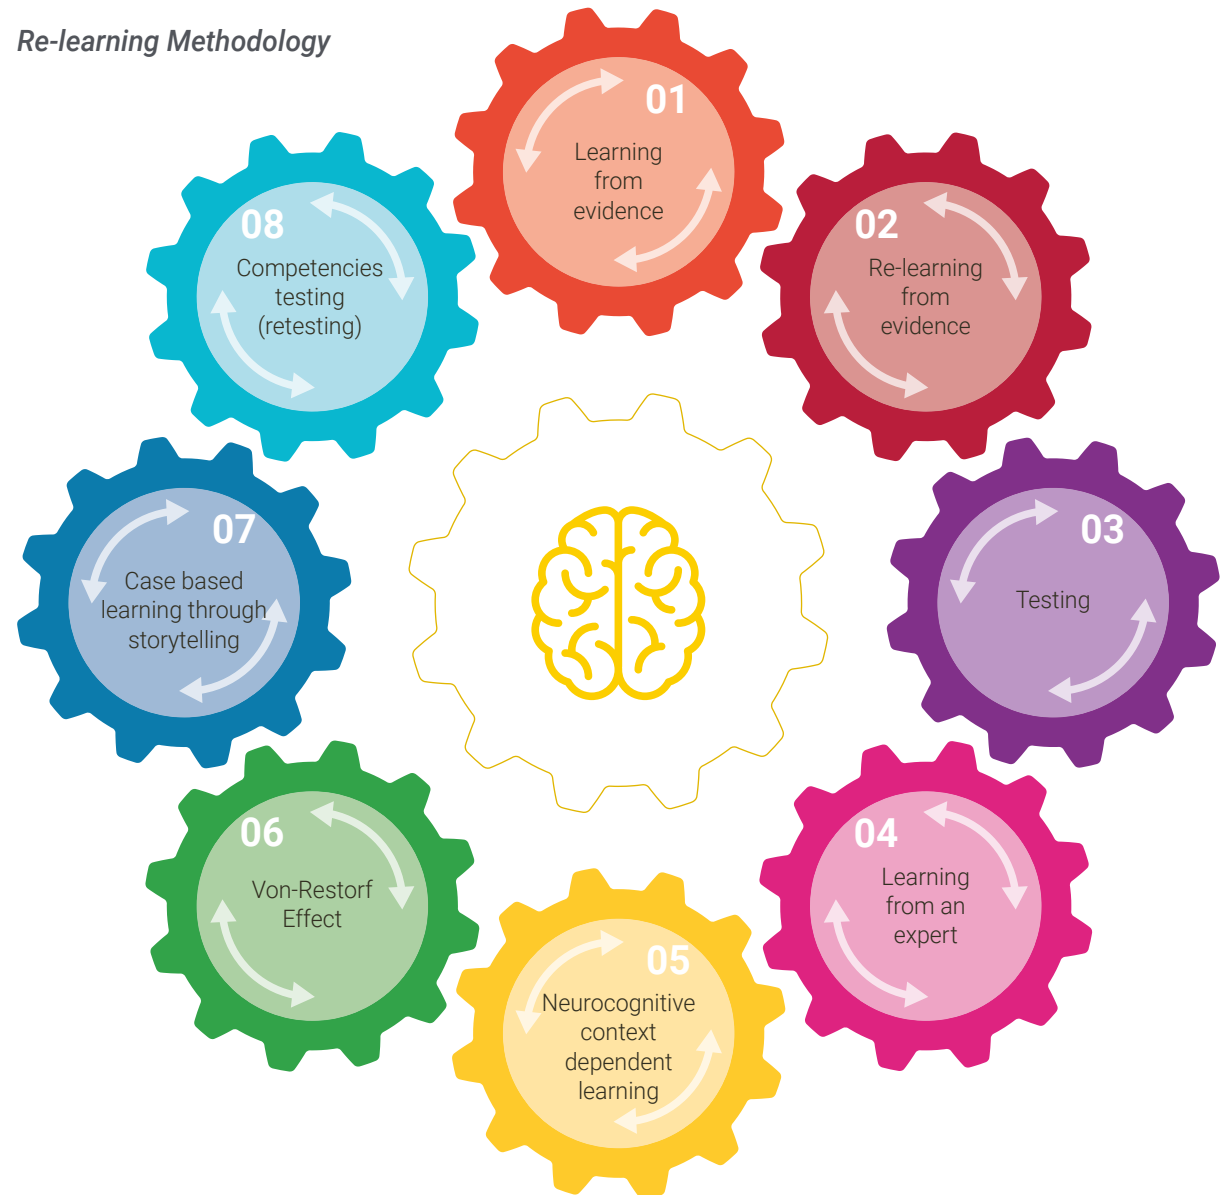 Re-learning Methodology
01
Learning
from
evidence
02
Re-learning
from
evidence
03
Testing
04
Learning
from an
expert
05
Neurocognitive
context
dependent
learning
06
Von-Restorf
Effect
07
Case based
learning through
storytelling
08
Competencies
testing
(retesting)